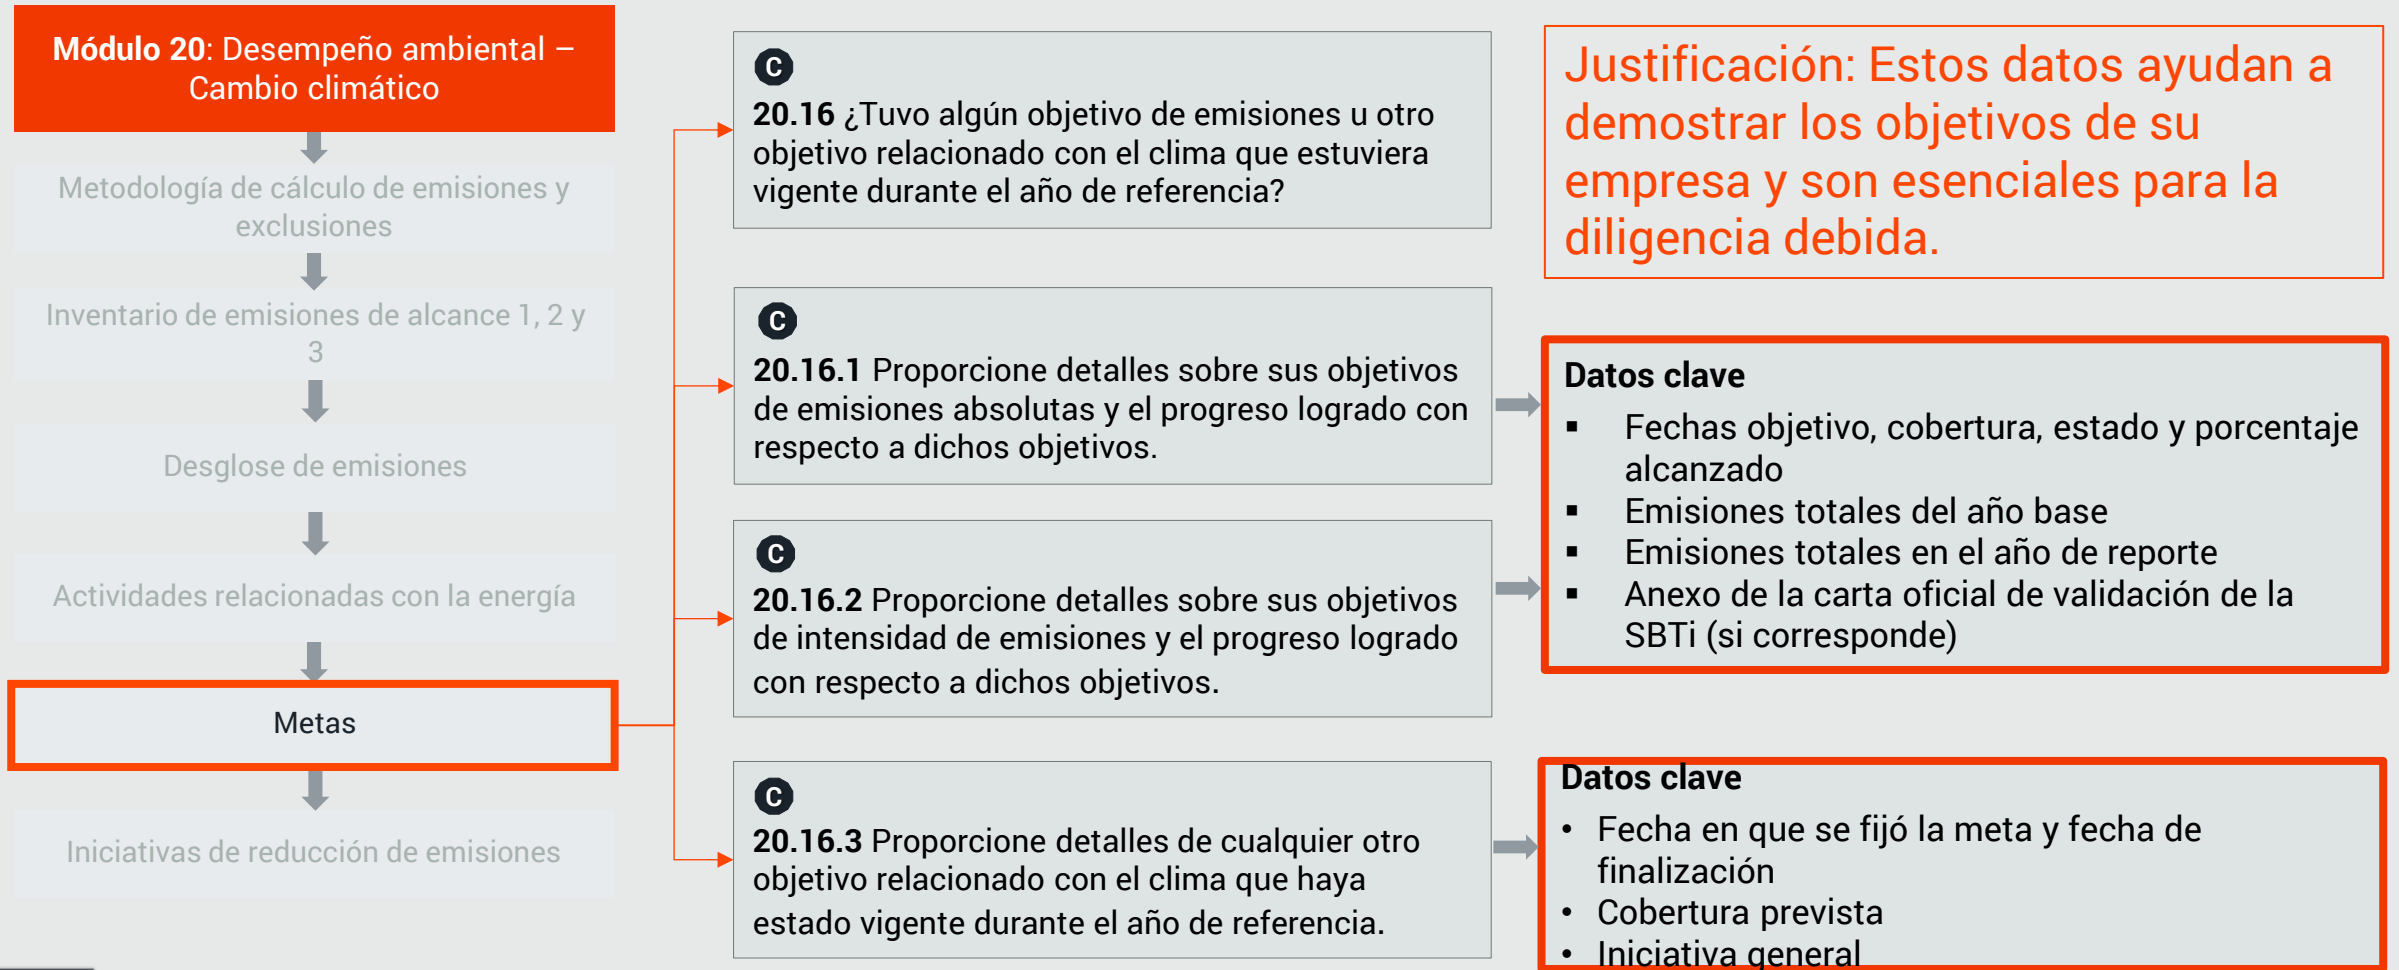 Módulo 20: Desempeño ambiental –
Cambio climático
Metodología de cálculo de emisiones y
exclusiones
Inventario de emisiones de alcance 1, 2 y
3
Desglose de emisiones
Actividades relacionadas con la energía
Metas
Iniciativas de reducción de emisiones
C
20.16 ¿Tuvo algún objetivo de emisiones u otro
objetivo relacionado con el clima que estuviera
vigente durante el año de referencia?
C
20.16.1 Proporcione detalles sobre sus objetivos
de emisiones absolutas y el progreso logrado con
respecto a dichos objetivos.
C
20.16.2 Proporcione detalles sobre sus objetivos
de intensidad de emisiones y el progreso logrado
con respecto a dichos objetivos.
C
20.16.3 Proporcione detalles de cualquier otro
objetivo relacionado con el clima que haya
estado vigente durante el año de referencia.
Justificación: Estos datos ayudan a
demostrar los objetivos de su
empresa y son esenciales para la
diligencia debida.
Datos clave
▪ Fechas objetivo, cobertura, estado y porcentaje
alcanzado
▪ Emisiones totales del año base
▪ Emisiones totales en el año de reporte
▪ Anexo de la carta oficial de validación de la
SBTi (si corresponde)
Datos clave
• Fecha en que se fijó la meta y fecha de
finalización
• Cobertura prevista
• Iniciativa general